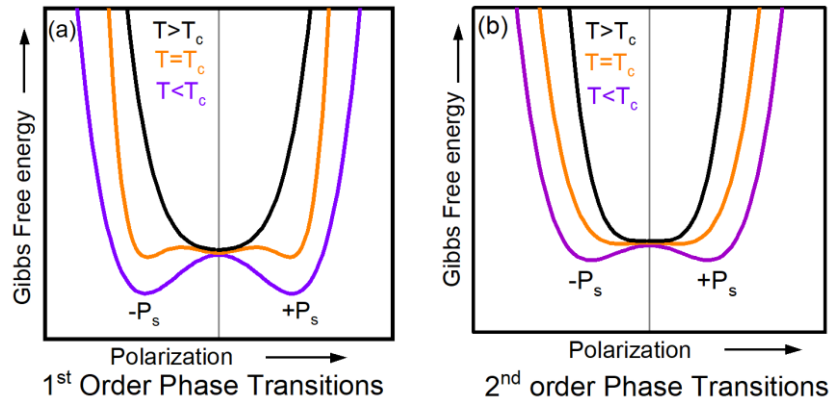 (a)
T>Tc
T=Tc
T<Tc
Gibbs Free energy
-Ps
+Ps
Polarization
1st Order Phase Transitions
(b)
T>Tc
T=Tc
T<Tc
Gibbs Free energy
-Ps
+Ps
Polarization
2nd order Phase Transitions